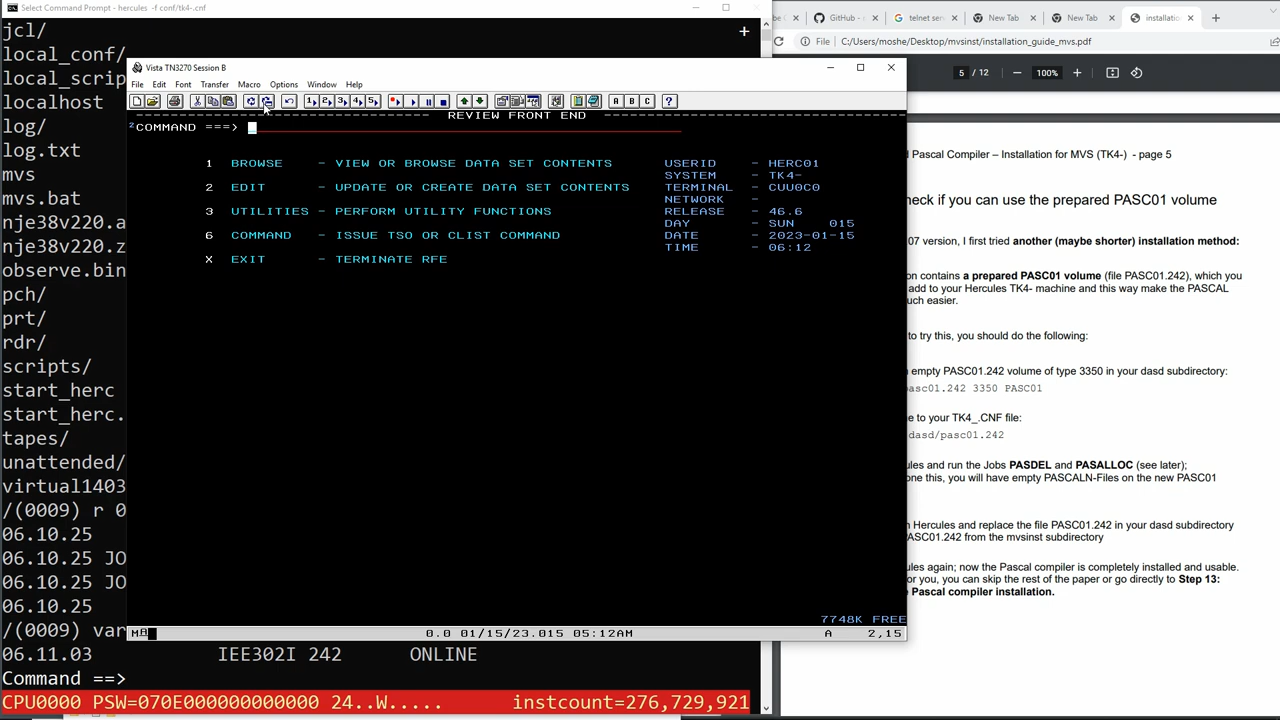 Select Command Prompt - hercules -f conf/tk4-.cnf
jcl/
local_conf/
local_scrip
localhost
log/
log.txt
mvs
mvs.bat
nje38v220.a
nje38v220.z
observe.bin
pch/
prt/
rdr/
scripts/
start_herc
start_herc.
tapes/
unattended/
virtual1403
/(0009) r 0
06.10.25
06.10.25 JO
06.10.25 JO
06.10.25
/(0009) var
06.11.03 IEE302I 242 ONLINE
Command ==>
CPU0000 PSW=070E000000000000 24..W..... instcount=276,729,921
Vista TN3270 Session B
File Edit Font Transfer Macro Options Window Help
1 2 3 4 5 A B C ?
REVIEW FRONT END
2COMMAND ===>
1 BROWSE - VIEW OR BROWSE DATA SET CONTENTS USERID - HERC01
SYSTEM - TK4-
2 EDIT - UPDATE OR CREATE DATA SET CONTENTS TERMINAL - CUU0C0
NETWORK -
3 UTILITIES - PERFORM UTILITY FUNCTIONS RELEASE - 46.6
DAY - SUN 015
6 COMMAND - ISSUE TSO OR CLIST COMMAND DATE - 2023-01-15
TIME - 06:12
X EXIT - TERMINATE RFE
7748K FREE
0.0 01/15/23.015 05:12AM A 2,15
GitHub - telnet serv New Tab New Tab installatio
File C:/Users/moshe/Desktop/mvsinst/installation_guide_mvs.pdf
5 / 12 100%
d Pascal Compiler – Installation for MVS (TK4-) - page 5
heck if you can use the prepared PASC01 volume
07 version, I first tried another (maybe shorter) installation method:
on contains a prepared PASC01 volume (file PASC01.242), which you
add to your Hercules TK4- machine and this way make the PASCAL
uch easier.
to try this, you should do the following:
n empty PASC01.242 volume of type 3350 in your dasd subdirectory:
asc01.242 3350 PASC01
e to your TK4_.CNF file:
dasd/pasc01.242
ules and run the Jobs PASDEL and PASALLOC (see later);
one this, you will have empty PASCALN-Files on the new PASC01
n Hercules and replace the file PASC01.242 in your dasd subdirectory
ASC01.242 from the mvsinst subdirectory
ules again; now the Pascal compiler is completely installed and usable.
or you, you can skip the rest of the paper or go directly to Step 13:
Pascal compiler installation.